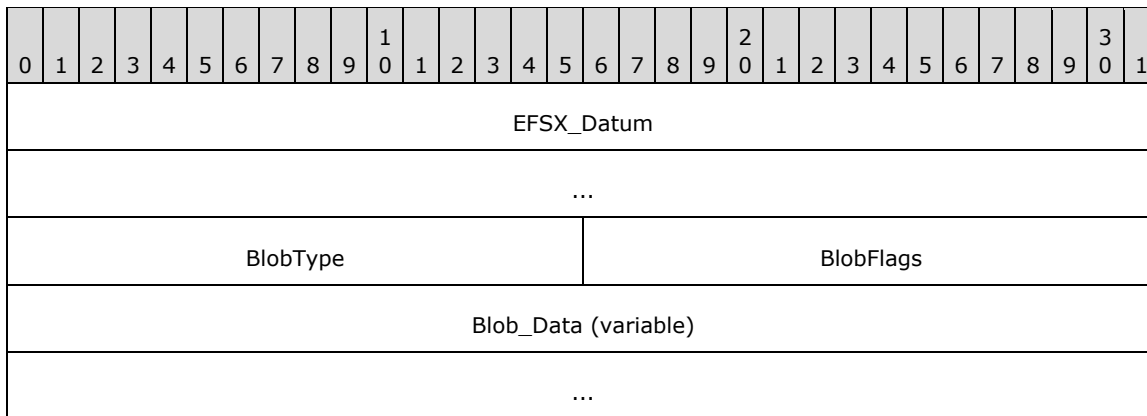 1 2 3
0 1 2 3 4 5 6 7 8 9 0 1 2 3 4 5 6 7 8 9 0 1 2 3 4 5 6 7 8 9 0 1
EFSX_Datum
...
BlobType BlobFlags
Blob_Data (variable)
...